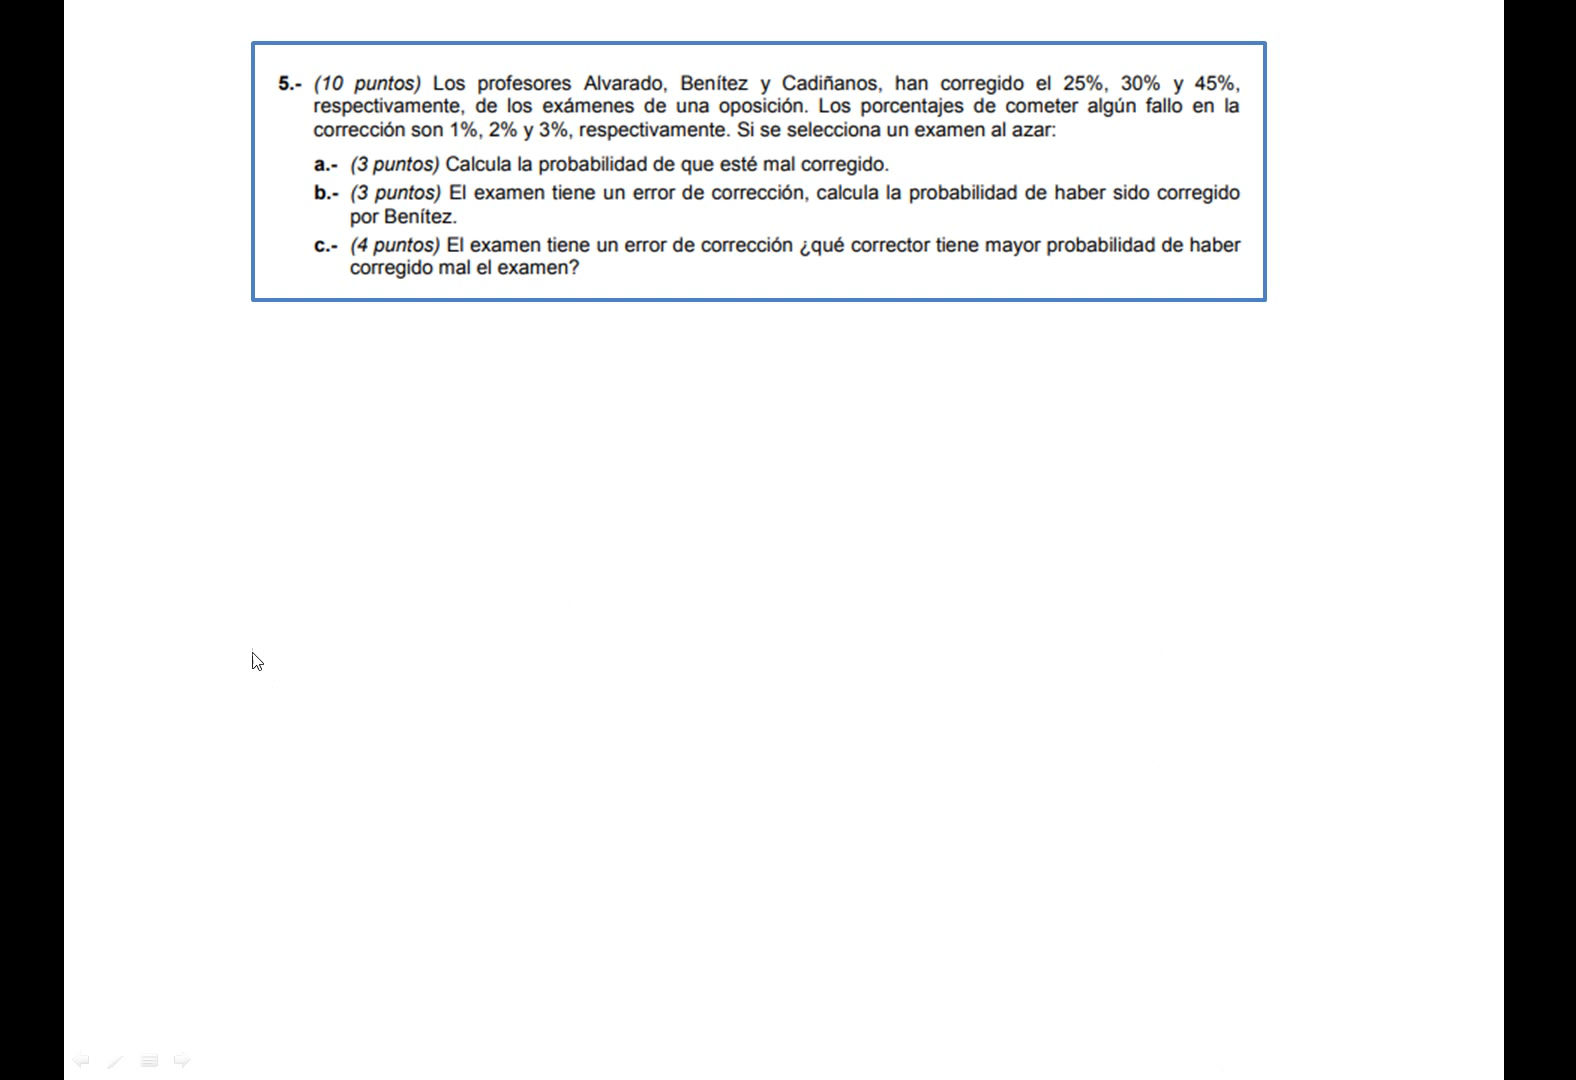 5.- (10 puntos) Los profesores Alvarado, Benítez y Cadiñanos, han corregido el 25%, 30% y 45%,
respectivamente, de los exámenes de una oposición. Los porcentajes de cometer algún fallo en la
corrección son 1%, 2% y 3%, respectivamente. Si se selecciona un examen al azar:
a.- (3 puntos) Calcula la probabilidad de que esté mal corregido.
b.- (3 puntos) El examen tiene un error de corrección, calcula la probabilidad de haber sido corregido
por Benítez.
c.- (4 puntos) El examen tiene un error de corrección ¿qué corrector tiene mayor probabilidad de haber
corregido mal el examen?